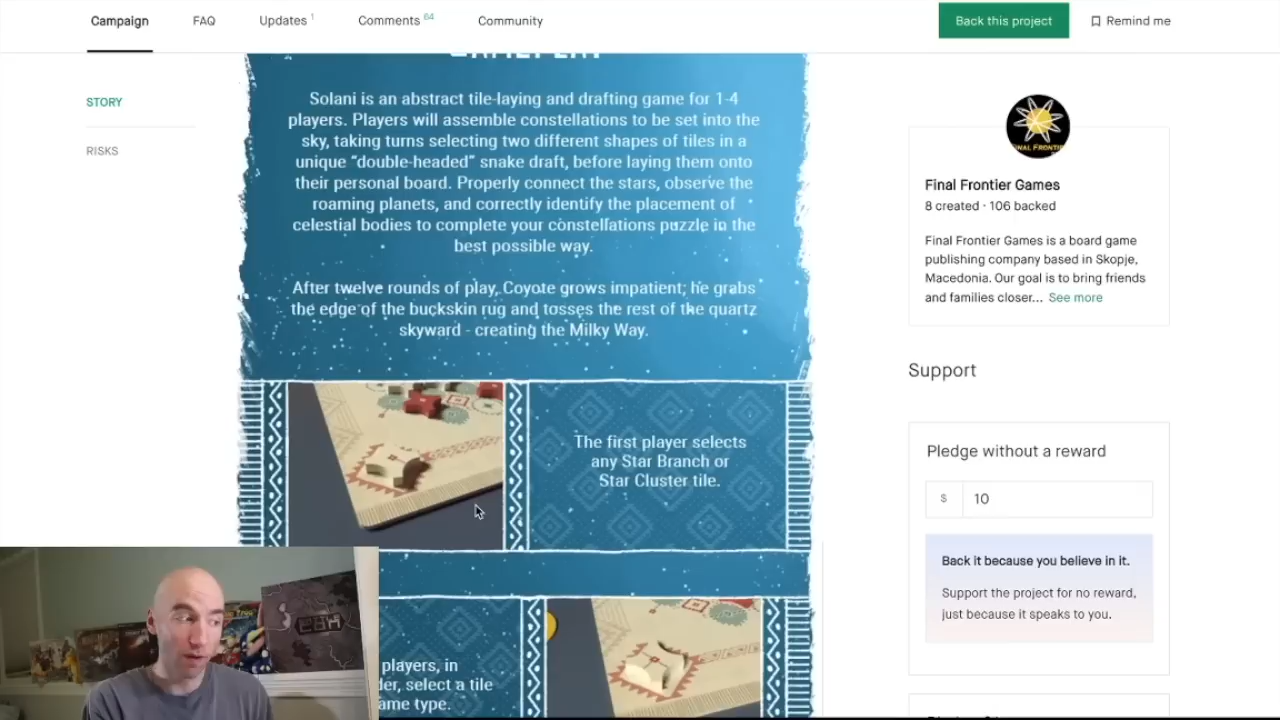 Campaign
FAQ
Updates 1
Comments 64
Community
Back this project
Remind me
STORY
RISKS
GAMEPLAY
Solani is an abstract tile-laying and drafting game for 1-4
players. Players will assemble constellations to be set into the
sky, taking turns selecting two different shapes of tiles in a
unique “double-headed” snake draft, before laying them onto
their personal board. Properly connect the stars, observe the
roaming planets, and correctly identify the placement of
celestial bodies to complete your constellations puzzle in the
best possible way.
After twelve rounds of play, Coyote grows impatient; he grabs
the edge of the buckskin rug and tosses the rest of the quartz
skyward - creating the Milky Way.
The first player selects
any Star Branch or
Star Cluster tile.
players, in
select a tile
type.
FINAL FRONTIER
Final Frontier Games
8 created · 106 backed
Final Frontier Games is a board game
publishing company based in Skopje,
Macedonia. Our goal is to bring friends
and families closer... See more
Support
Pledge without a reward
$ 10
Back it because you believe in it.
Support the project for no reward,
just because it speaks to you.